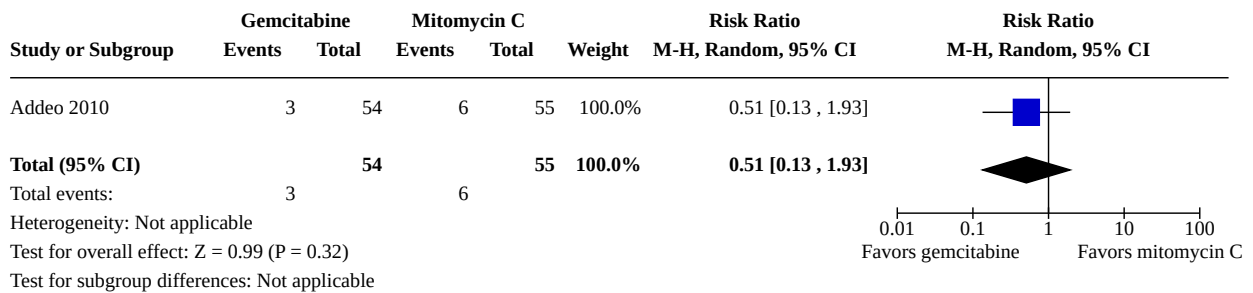 Gemcitabine Mitomycin C Risk Ratio Risk Ratio
Study or Subgroup Events Total Events Total Weight M-H, Random, 95% CI M-H, Random, 95% CI
Addeo 2010 3 54 6 55 100.0% 0.51 [0.13 , 1.93]
Total (95% CI) 54 55 100.0% 0.51 [0.13 , 1.93]
Total events: 3 6
Heterogeneity: Not applicable
0.01 0.1 1 10 100
Test for overall effect: Z = 0.99 (P = 0.32) Favors gemcitabine Favors mitomycin C
Test for subgroup differences: Not applicable